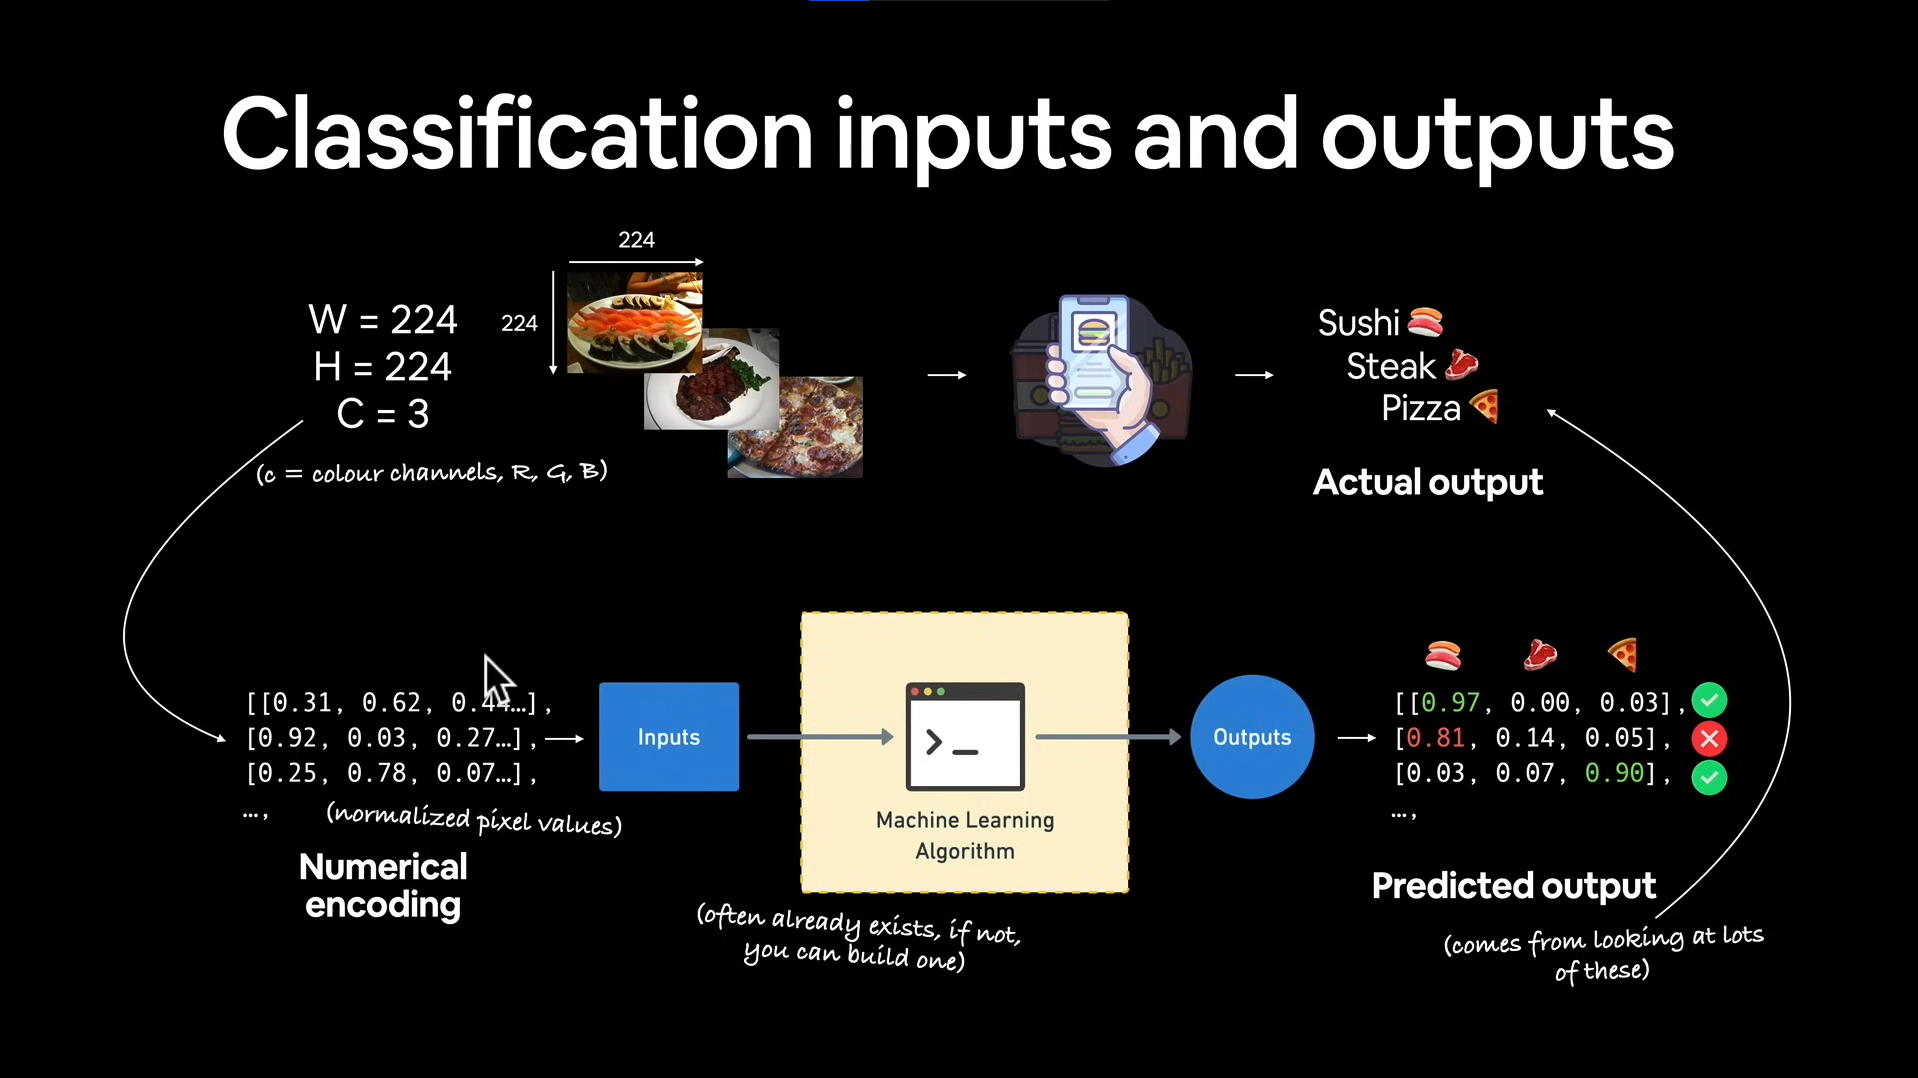 Classification inputs and outputs
224
224
W = 224
H = 224
C = 3
(c = colour channels, R, G, B)
Sushi
Steak
Pizza
Actual output
[[0.31, 0.62, 0.44…],
[0.92, 0.03, 0.27…],
[0.25, 0.78, 0.07…],
…,
(normalized pixel values)
Numerical
encoding
Inputs
Machine Learning
Algorithm
(often already exists, if not,
you can build one)
Outputs
[[0.97, 0.00, 0.03],
[0.81, 0.14, 0.05],
[0.03, 0.07, 0.90],
…,
Predicted output
(comes from looking at lots
of these)